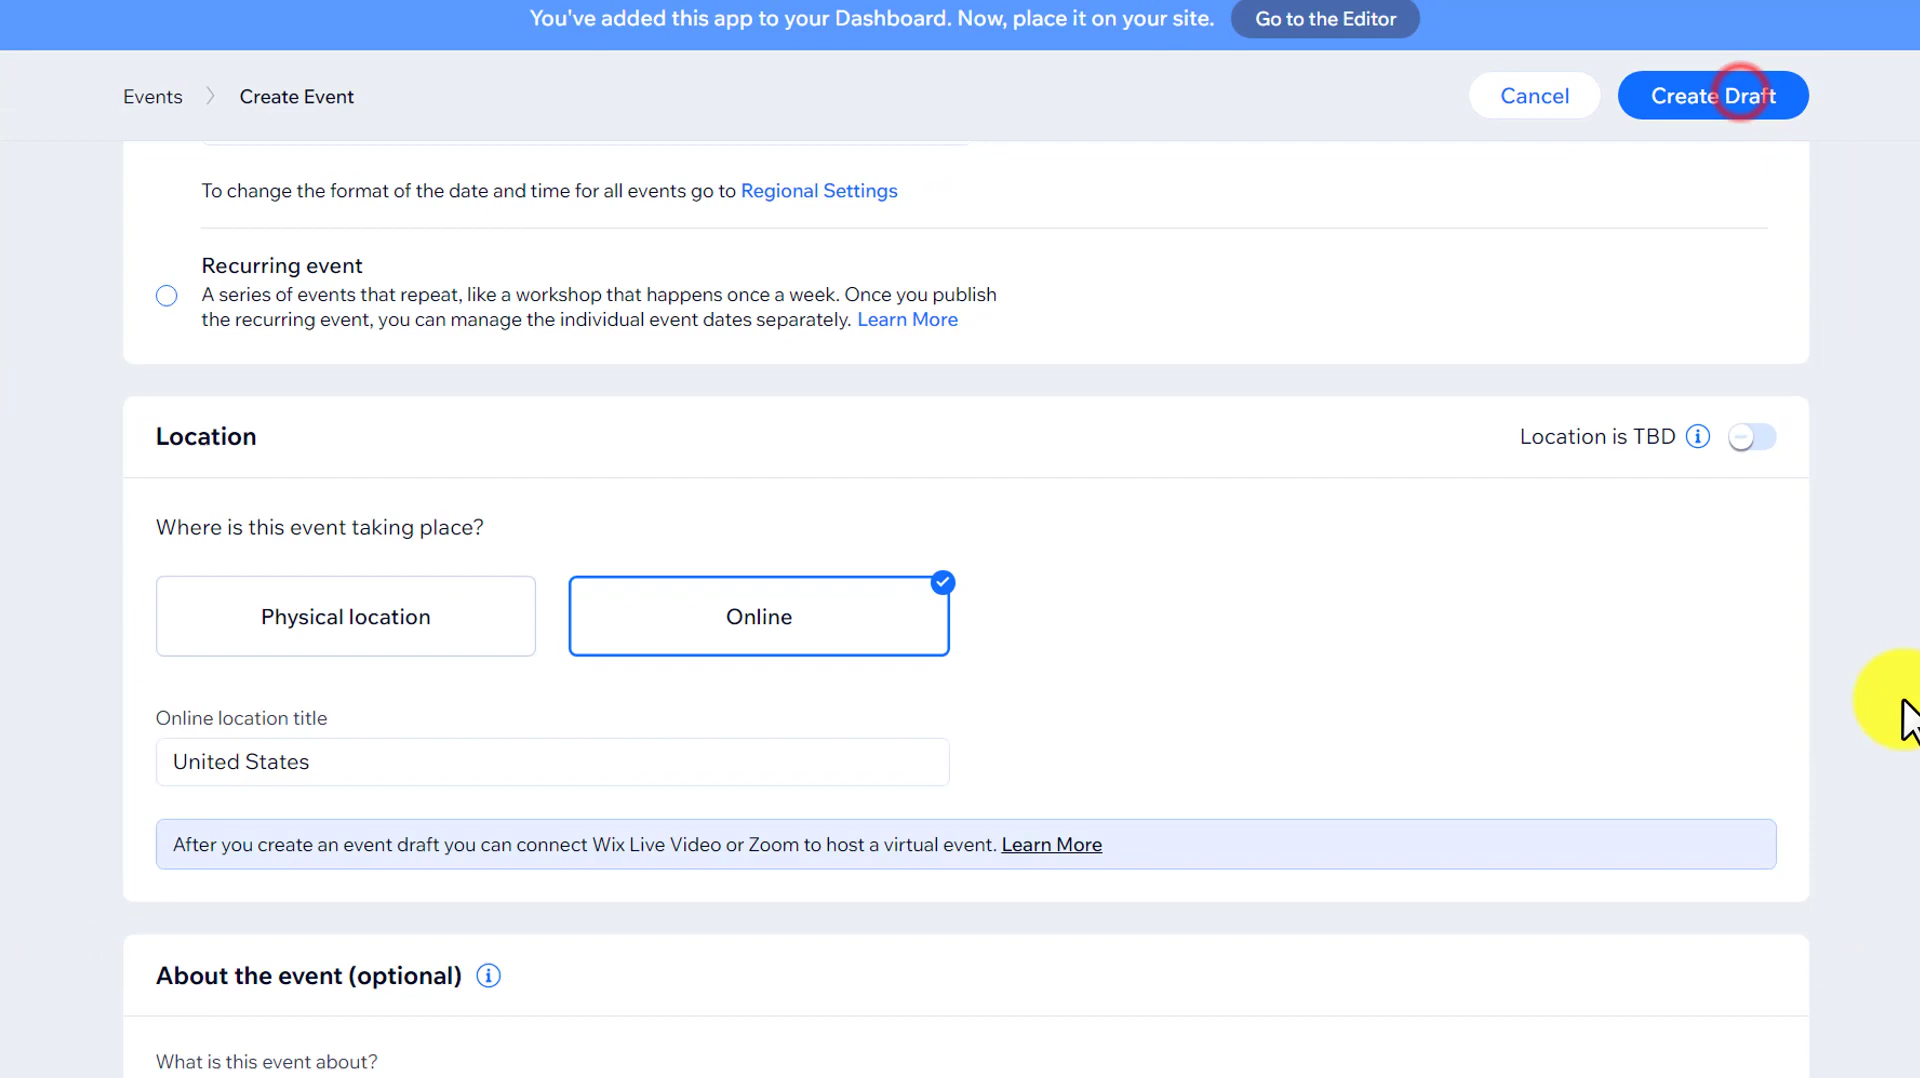 You've added this app to your Dashboard. Now, place it on your site.
Go to the Editor
Events
Create Event
Cancel
Create Draft
To change the format of the date and time for all events go to Regional Settings
Recurring event
A series of events that repeat, like a workshop that happens once a week. Once you publish
the recurring event, you can manage the individual event dates separately. Learn More
Location
Location is TBD
Where is this event taking place?
Physical location
Online
Online location title
United States
After you create an event draft you can connect Wix Live Video or Zoom to host a virtual event. Learn More
About the event (optional)
What is this event about?